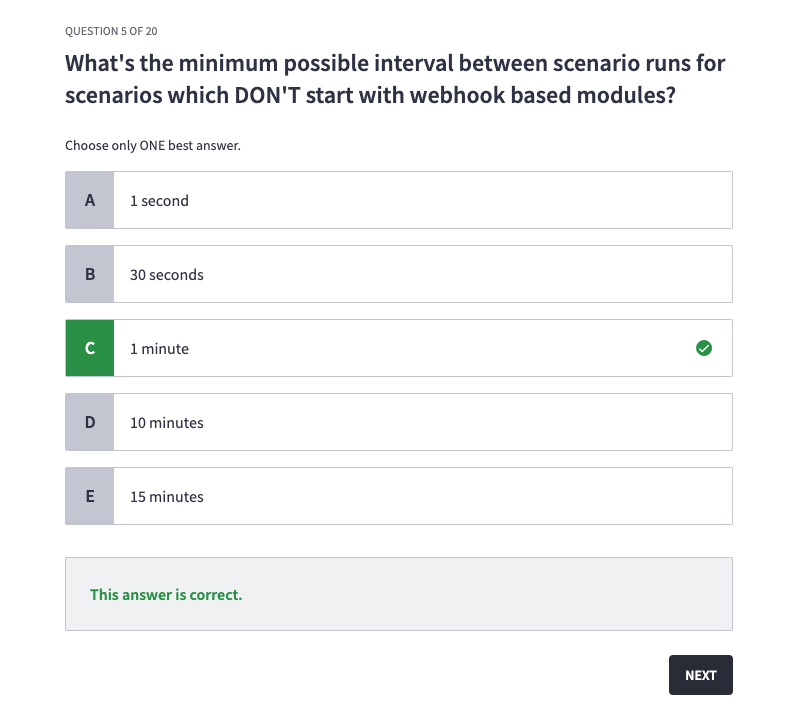 QUESTION 5 OF 20
What's the minimum possible interval between scenario runs for
scenarios which DON'T start with webhook based modules?
Choose only ONE best answer.
A 1 second
B 30 seconds
C 1 minute
D 10 minutes
E 15 minutes
This answer is correct.
NEXT